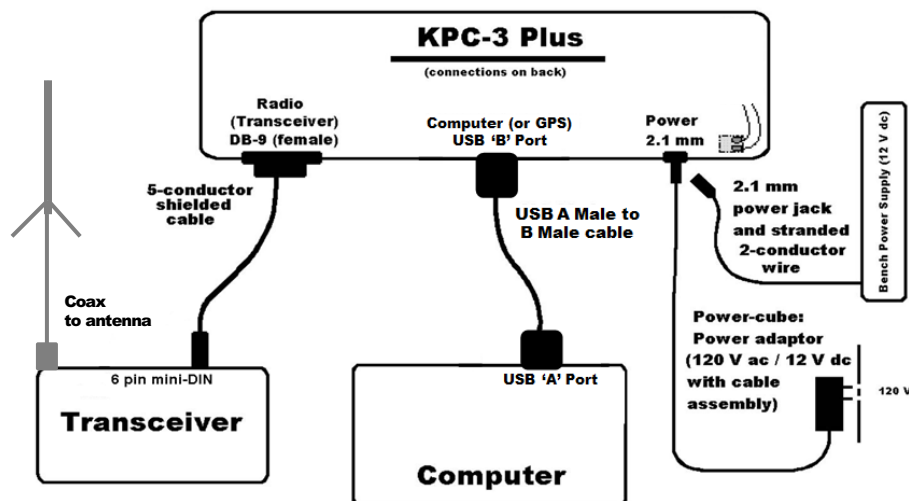 KPC-3 Plus
(connections on back)
Radio
(Transceiver)
DB-9 (female)
Computer (or GPS)
USB ‘B’ Port
Power
2.1 mm
5-conductor
shielded
cable
USB A Male to
B Male cable
2.1 mm
power jack
and stranded
2-conductor
wire
Bench Power Supply (12 V dc)
Coax
to antenna
Power-cube:
Power adaptor
(120 V ac / 12 V dc
with cable
assembly)
120 V
6 pin mini-DIN
Transceiver
USB ‘A’ Port
Computer